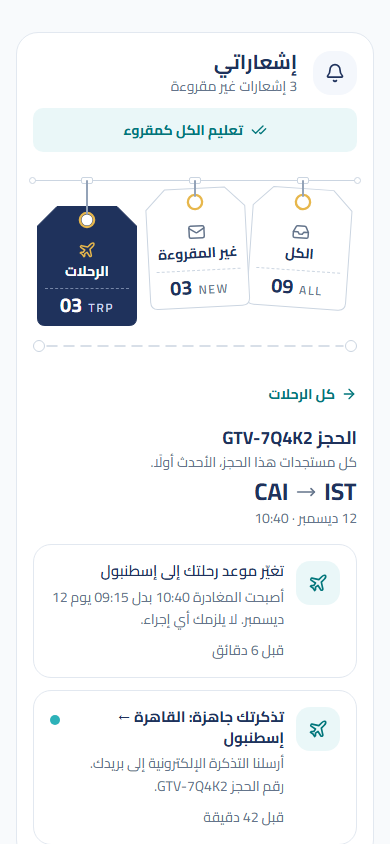 إشعاراتي
3 إشعارات غير مقروءة
تعليم الكل كمقروء
الكل
09 ALL
غير المقروءة
03 NEW
الرحلات
03 TRP
→ كل الرحلات
الحجز GTV-7Q4K2
كل مستجدات هذا الحجز، الأحدث أولًا.
CAI → IST
12 ديسمبر · 10:40
تغيّر موعد رحلتك إلى إسطنبول
أصبحت المغادرة 10:40 بدل 09:15 يوم 12
ديسمبر. لا يلزمك أي إجراء.
قبل 6 دقائق
تذكرتك جاهزة: القاهرة ←
إسطنبول
أرسلنا التذكرة الإلكترونية إلى بريدك.
رقم الحجز GTV-7Q4K2.
قبل 42 دقيقة